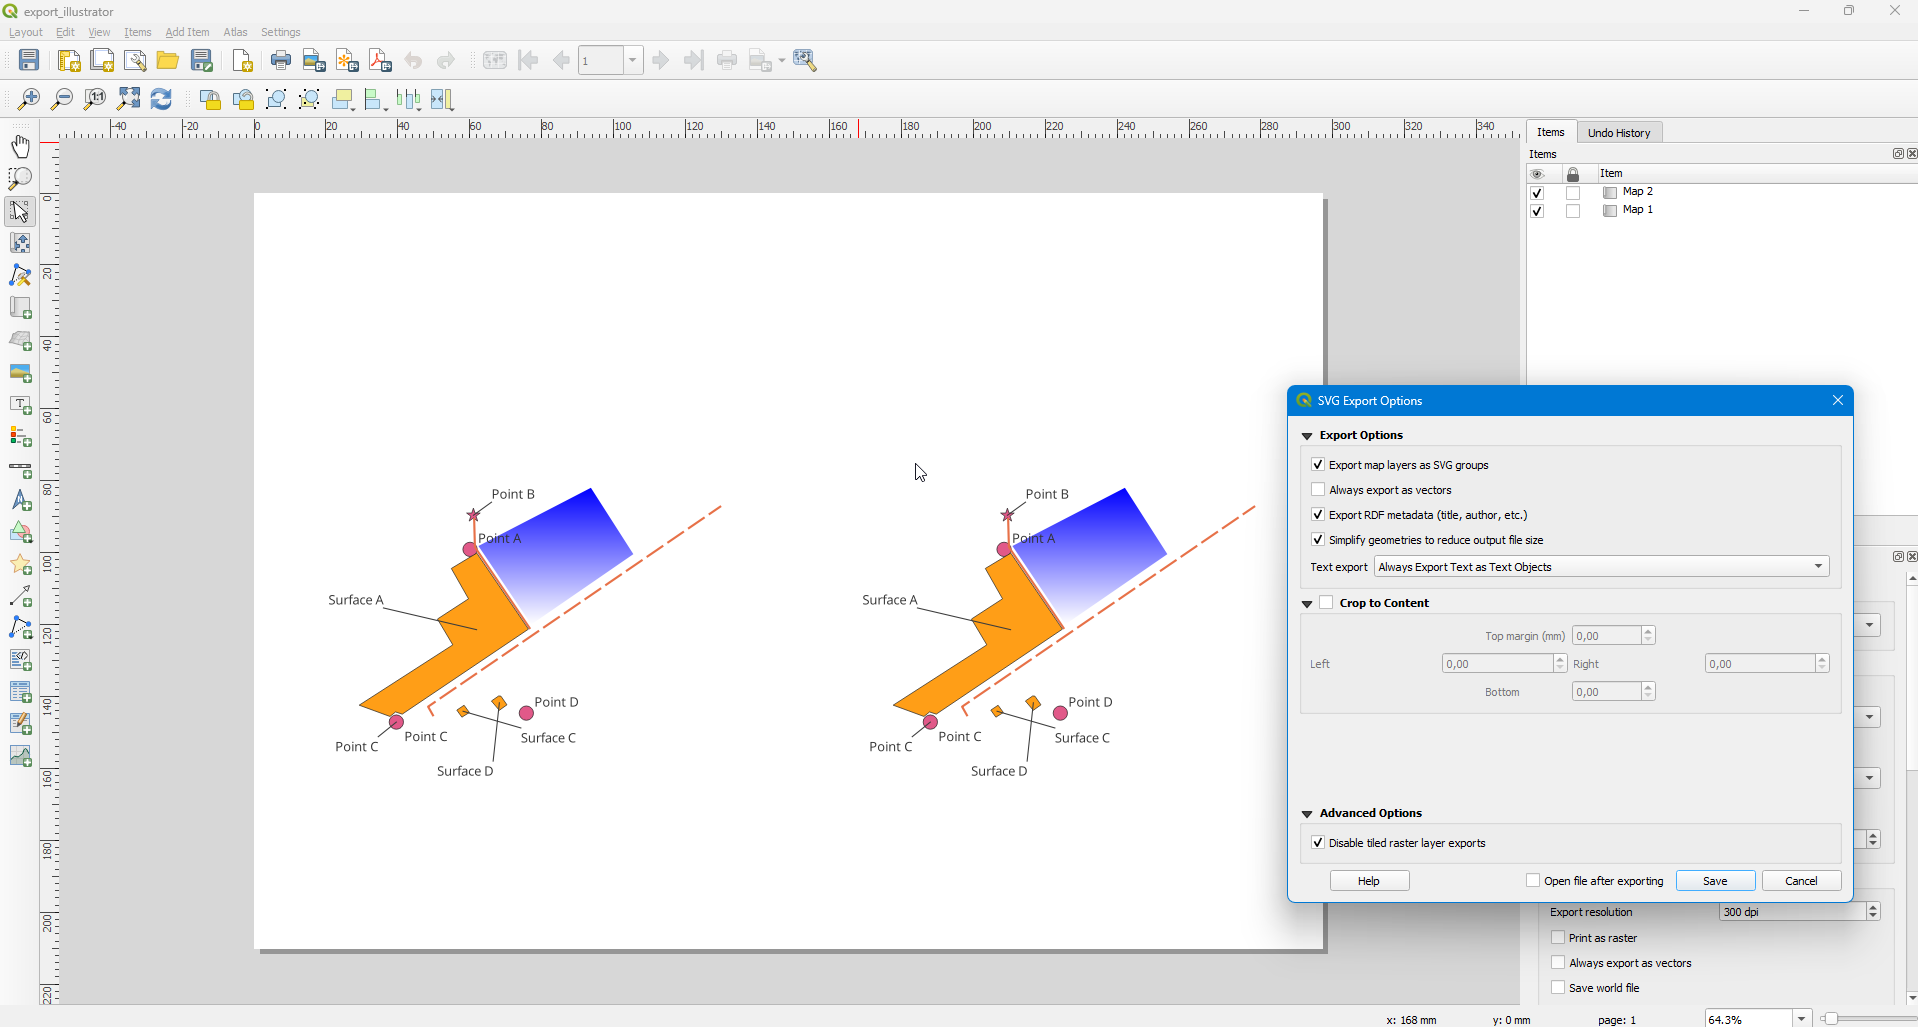 export_illustrator
Layout Edit View Items Add Item Atlas Settings
1
-40 -20 0 20 40 60 80 100 120 140 160 180 200 220 240 260 280 300 320 340
0
20
40
60
80
100
120
140
160
180
200
220
Items Undo History
Items
Item
Map 2
Map 1
Point B
Point A
Surface A
Point D
Point C
Surface C
Point C
Surface D
Point B
Point A
Surface A
Point D
Point C
Surface C
Point C
Surface D
SVG Export Options
Export Options
Export map layers as SVG groups
Always export as vectors
Export RDF metadata (title, author, etc.)
Simplify geometries to reduce output file size
Text export Always Export Text as Text Objects
Crop to Content
Top margin (mm) 0,00
Left 0,00 Right 0,00
Bottom 0,00
Advanced Options
Disable tiled raster layer exports
Help Open file after exporting Save Cancel
Export resolution 300 dpi
Print as raster
Always export as vectors
Save world file
x: 168 mm y: 0 mm page: 1 64.3%